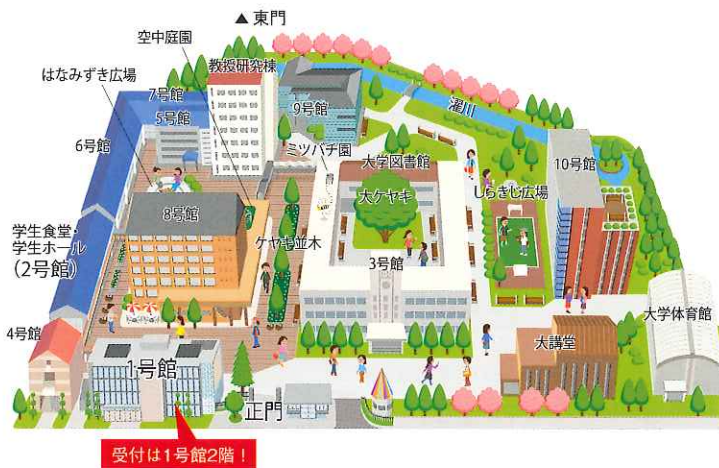 ▲ 東門
空中庭園
はなみずき広場
教授研究棟
7号館
5号館
9号館
6号館
濯川
ミツバチ園
大学図書館
10号館
大ケヤキ
しらきじ広場
8号館
学生食堂・
学生ホール
(2号館)
ケヤキ並木
3号館
大学体育館
4号館
大講堂
1号館
正門
受付は1号館2階！